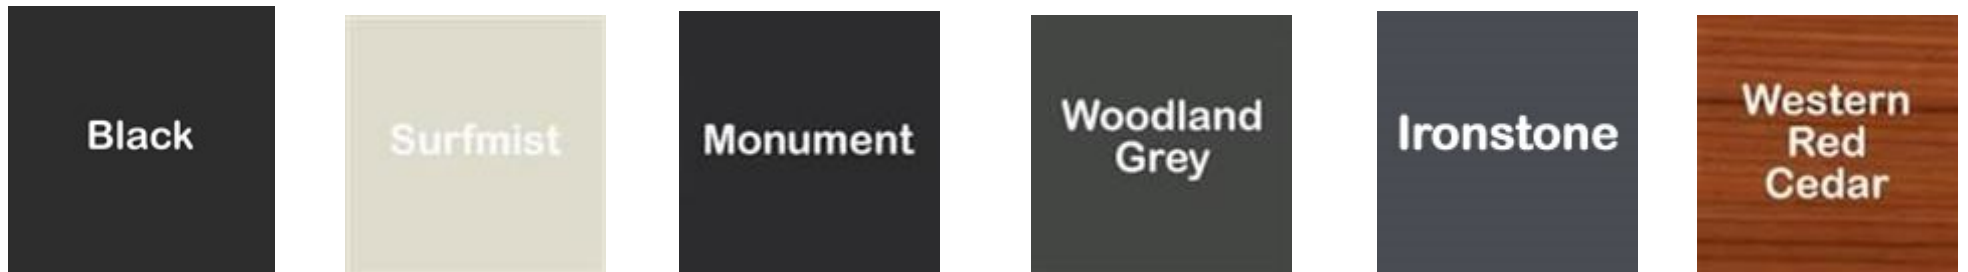 Black
Surfmist
Monument
Woodland
Grey
Ironstone
Western
Red
Cedar